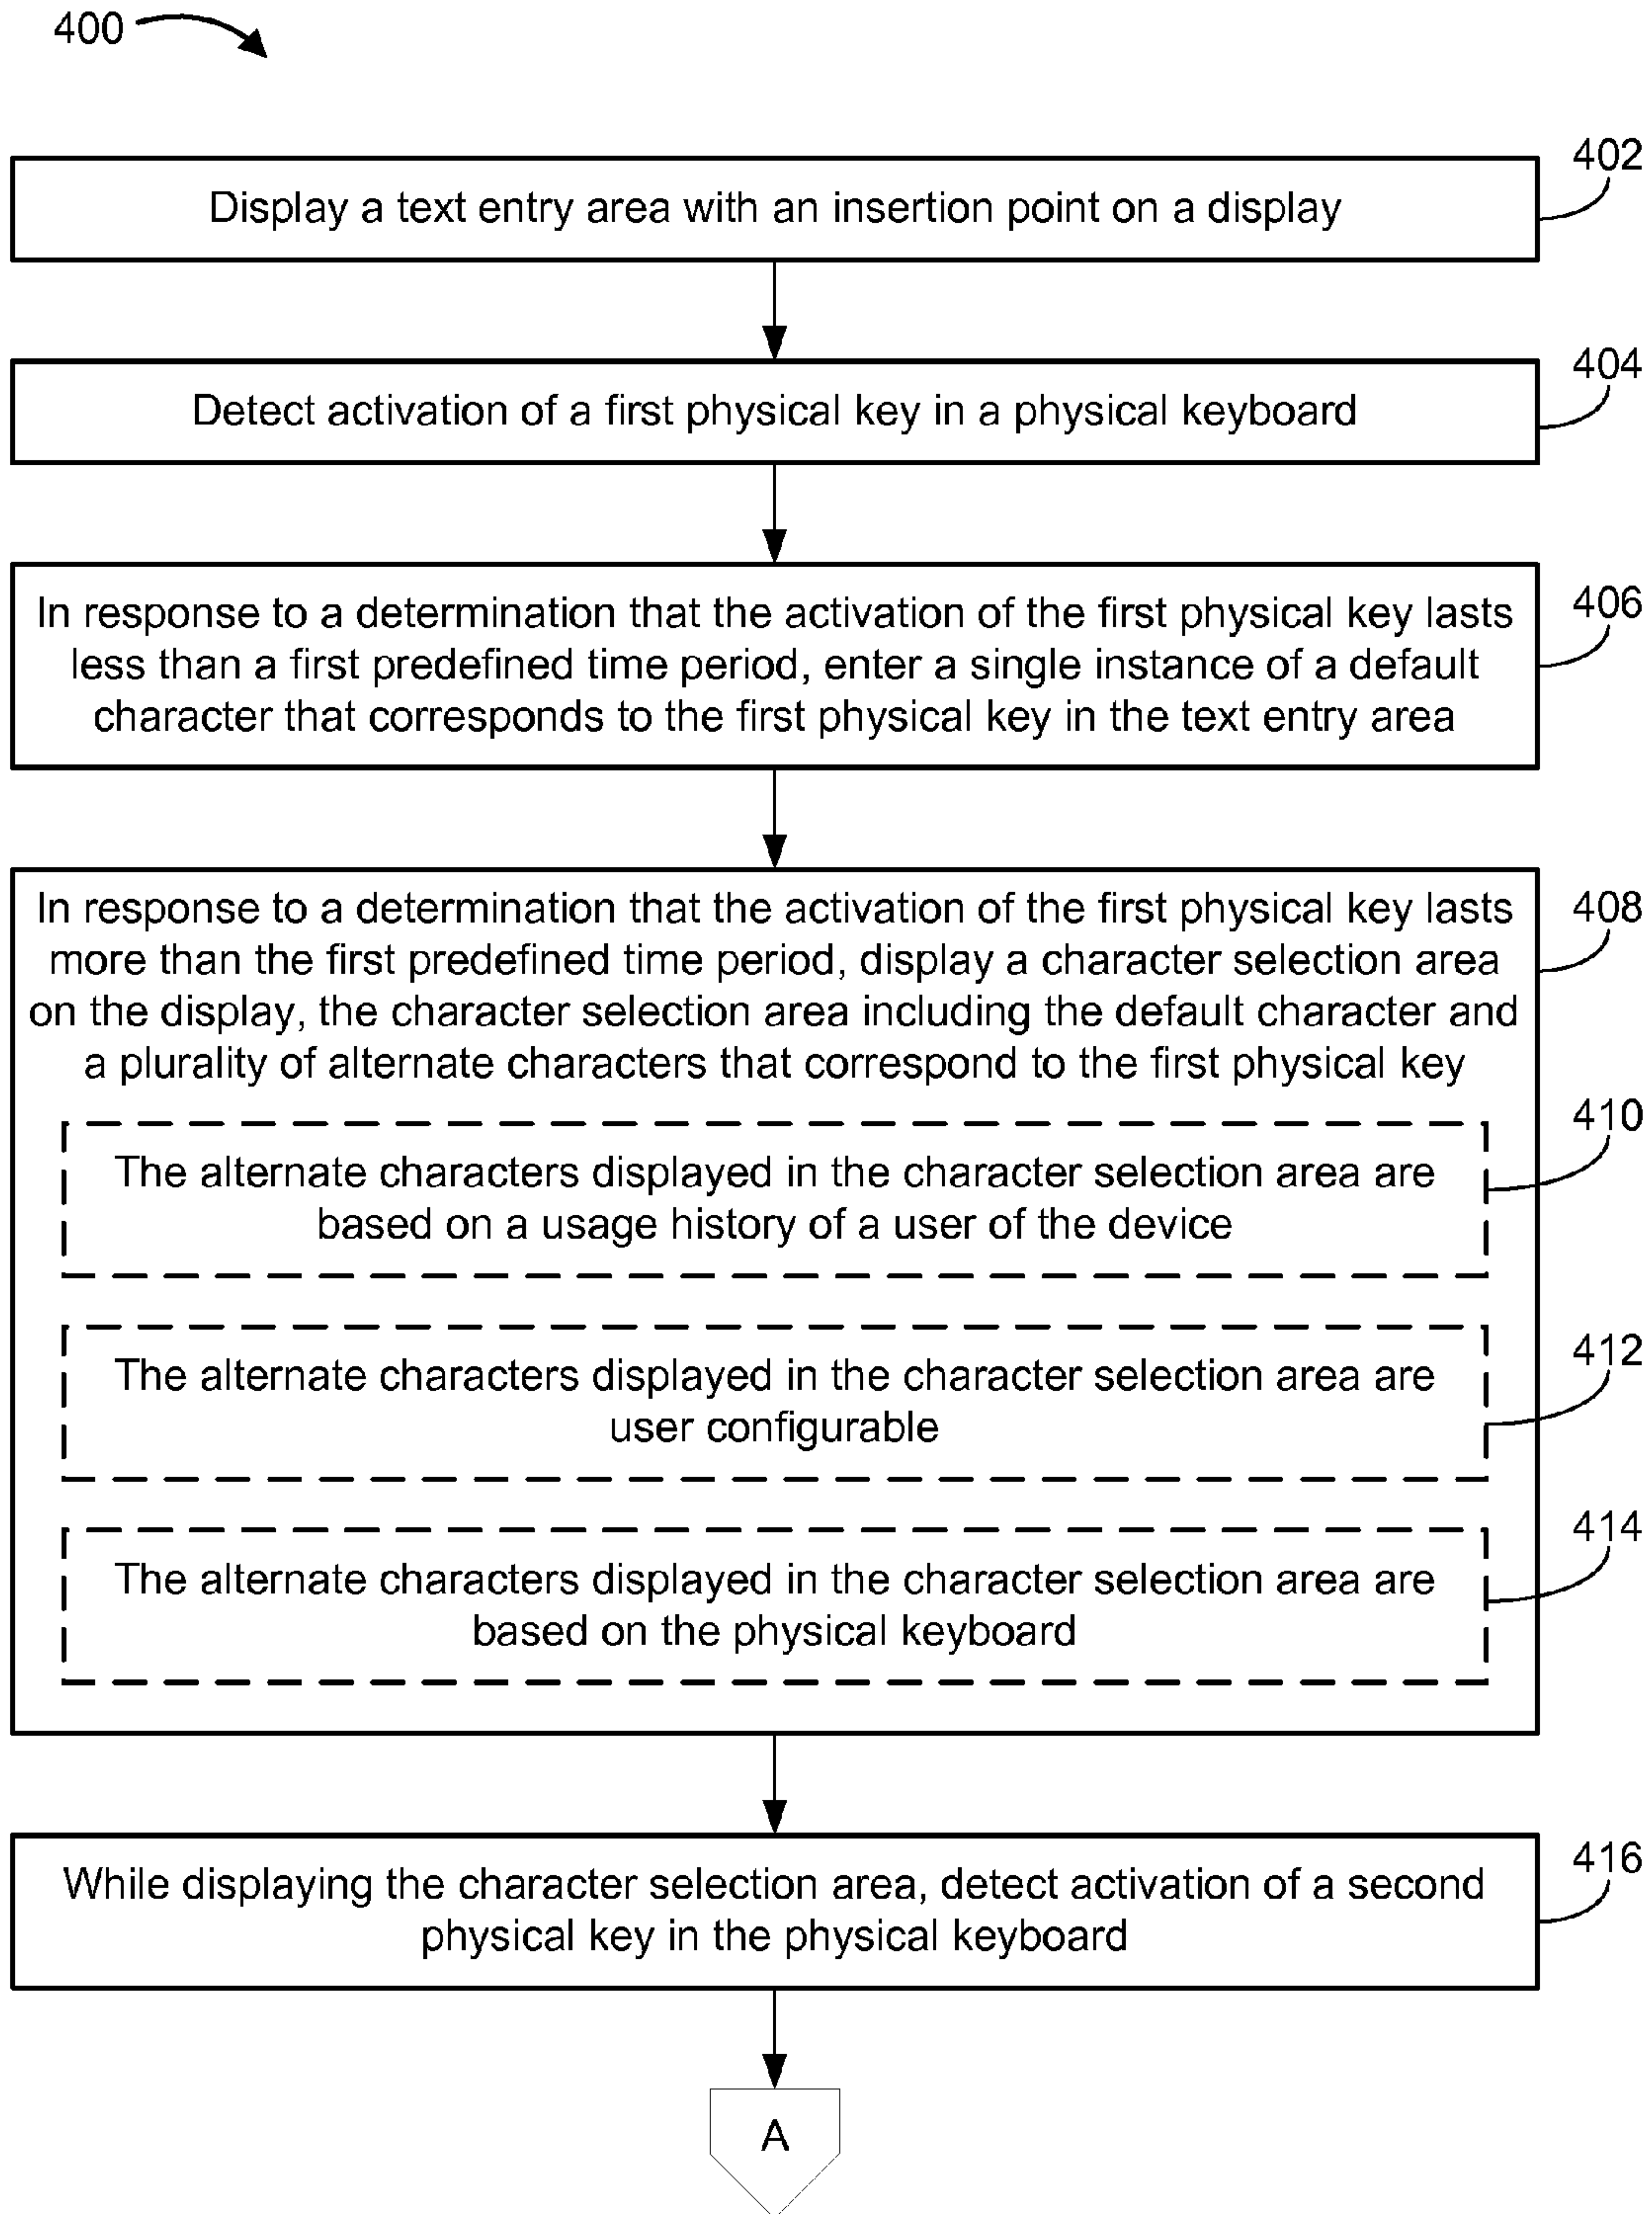 400
402
Display a text entry area with an insertion point on a display
404
Detect activation of a first physical key in a physical keyboard
406
In response to a determination that the activation of the first physical key lasts
less than a first predefined time period, enter a single instance of a default
character that corresponds to the first physical key in the text entry area
408
In response to a determination that the activation of the first physical key lasts
more than the first predefined time period, display a character selection area
on the display, the character selection area including the default character and
a plurality of alternate characters that correspond to the first physical key
410
The alternate characters displayed in the character selection area are
based on a usage history of a user of the device
412
The alternate characters displayed in the character selection area are
user configurable
414
The alternate characters displayed in the character selection area are
based on the physical keyboard
416
While displaying the character selection area, detect activation of a second
physical key in the physical keyboard
A